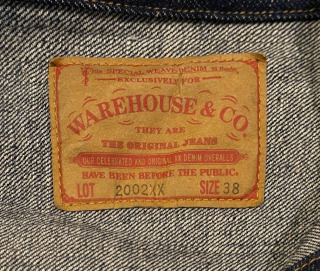 SPECIAL WEAVE DENIM
EXCLUSIVELY FOR
WAREHOUSE & CO.
THEY ARE
THE ORIGINAL JEANS
OUR CELEBRATED AND ORIGINAL XX DENIM OVERALLS
HAVE BEEN BEFORE THE PUBLIC.
LOT 2002XX SIZE 38